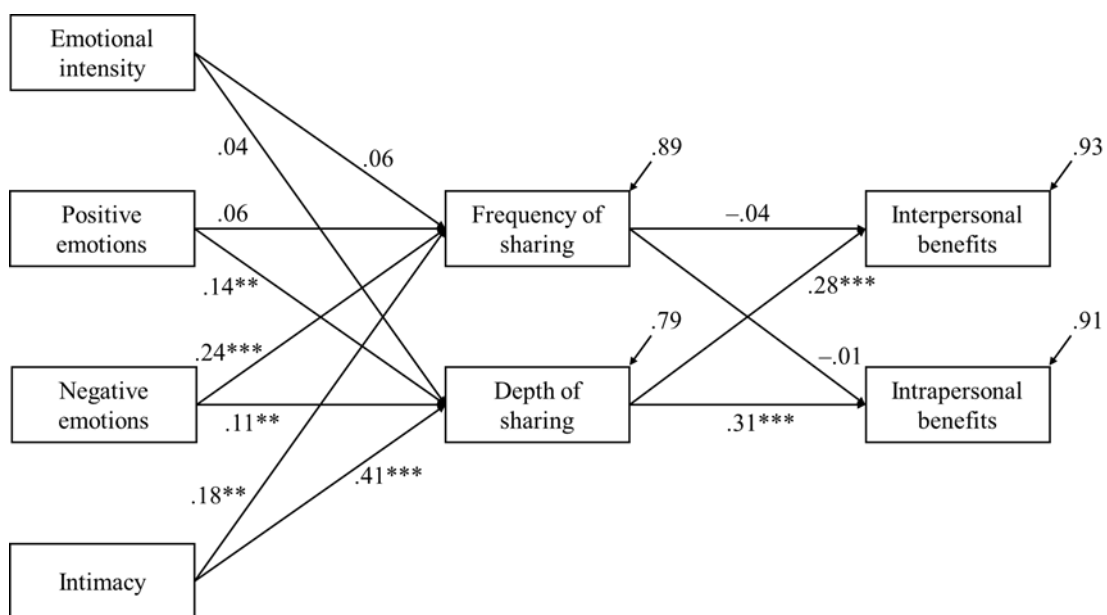 Emotional
intensity
.04
.06
.89
.93
Positive
emotions
.06
Frequency of
sharing
–.04
Interpersonal
benefits
.14**
.28***
.24***
.79
–.01
.91
Negative
emotions
.11**
Depth of
sharing
.31***
Intrapersonal
benefits
.18**
.41***
Intimacy